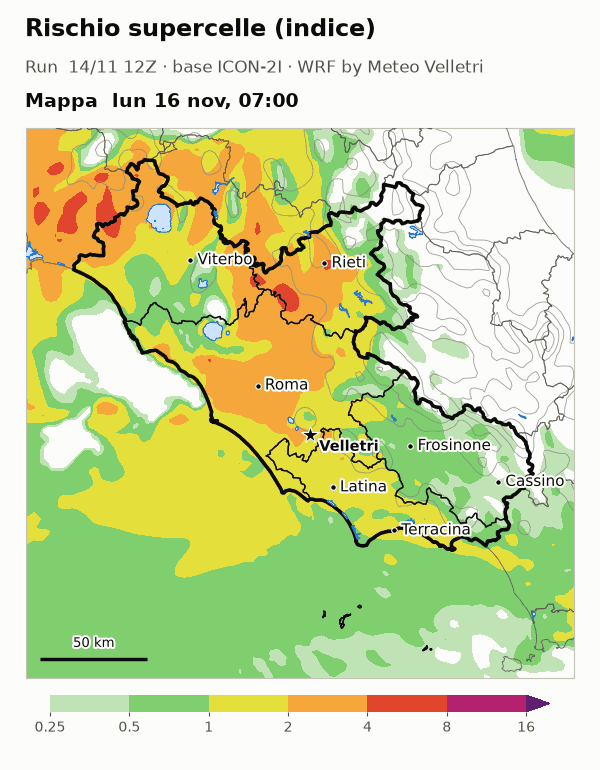 Rischio supercelle (indice)
Run  14/11 12Z · base ICON-2I · WRF by Meteo Velletri
Mappa  lun 16 nov, 07:00
Viterbo
Rieti
Roma
Velletri
Frosinone
Cassino
Latina
Terracina
50 km
0.25 0.5 1 2 4 8 16